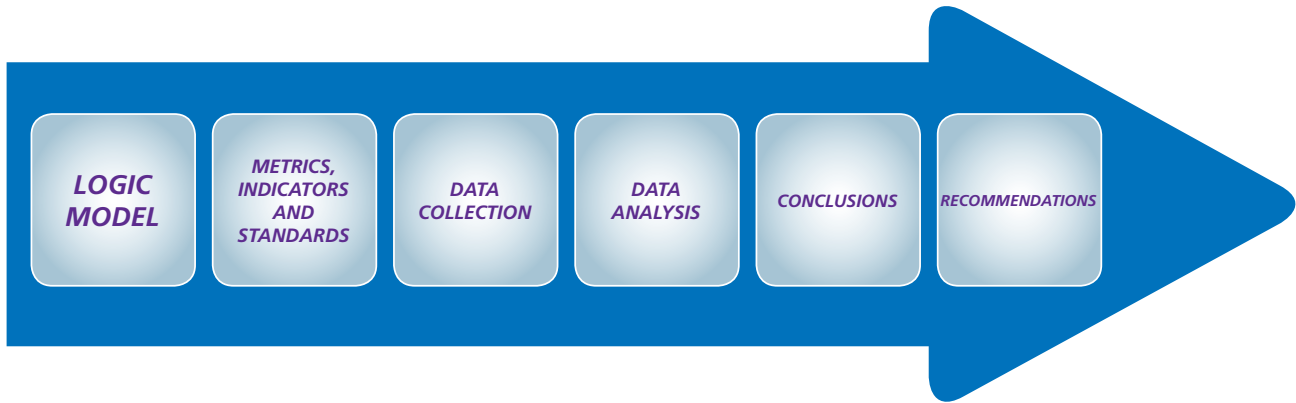 LOGIC
MODEL
METRICS,
INDICATORS
AND
STANDARDS
DATA
COLLECTION
DATA
ANALYSIS
CONCLUSIONS
RECOMMENDATIONS